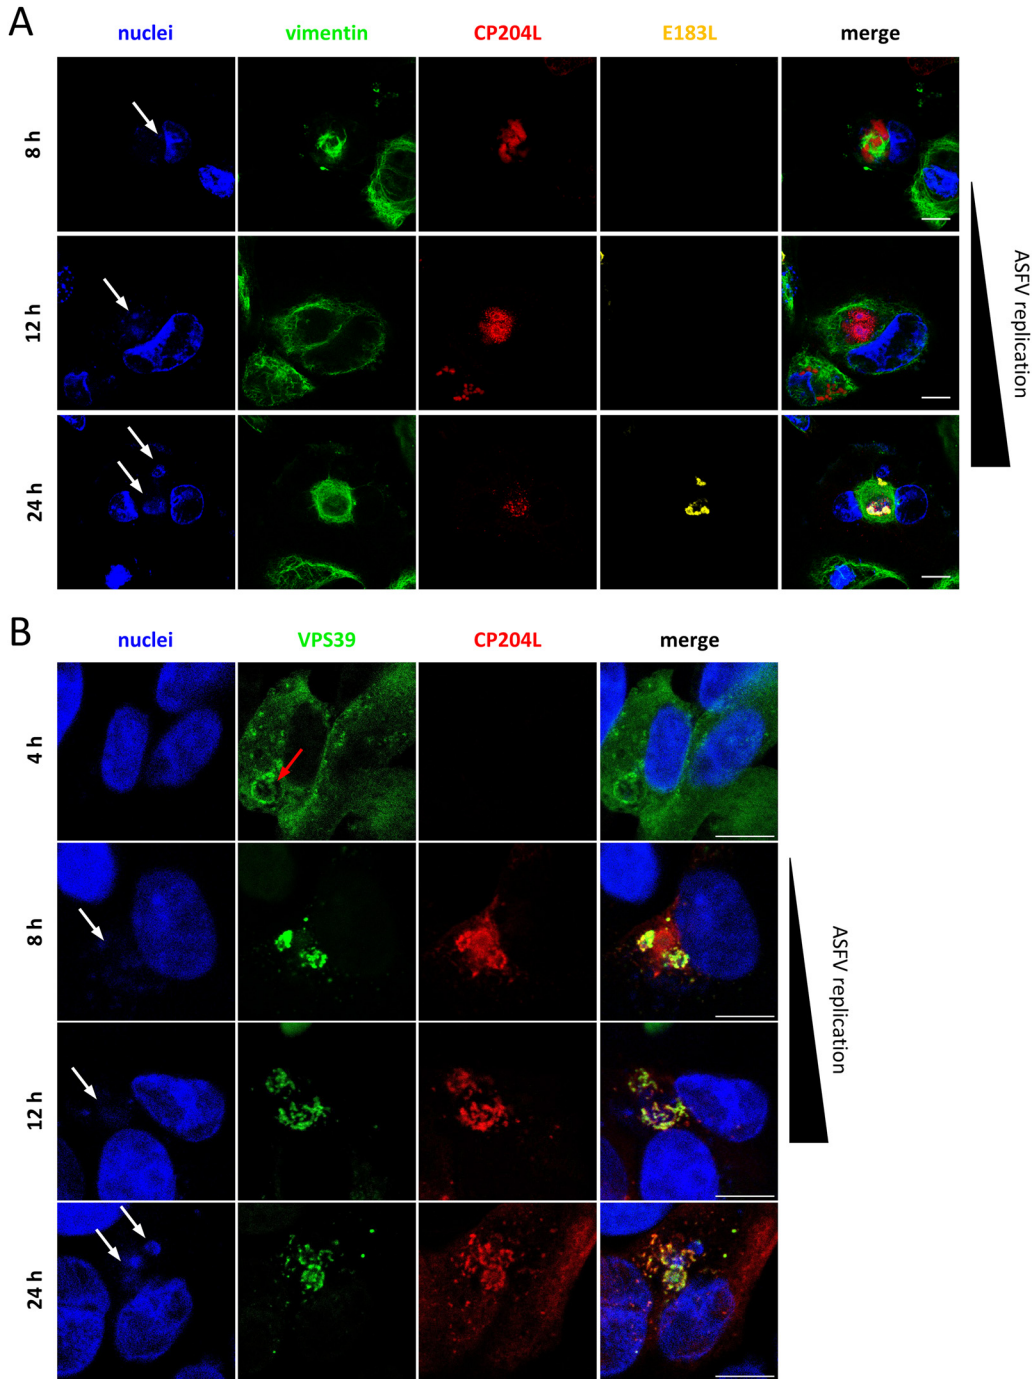 A
nuclei vimentin CP204L E183L merge
8 h
12 h
24 h
ASFV replication
B
nuclei VPS39 CP204L merge
4 h
8 h
12 h
24 h
ASFV replication